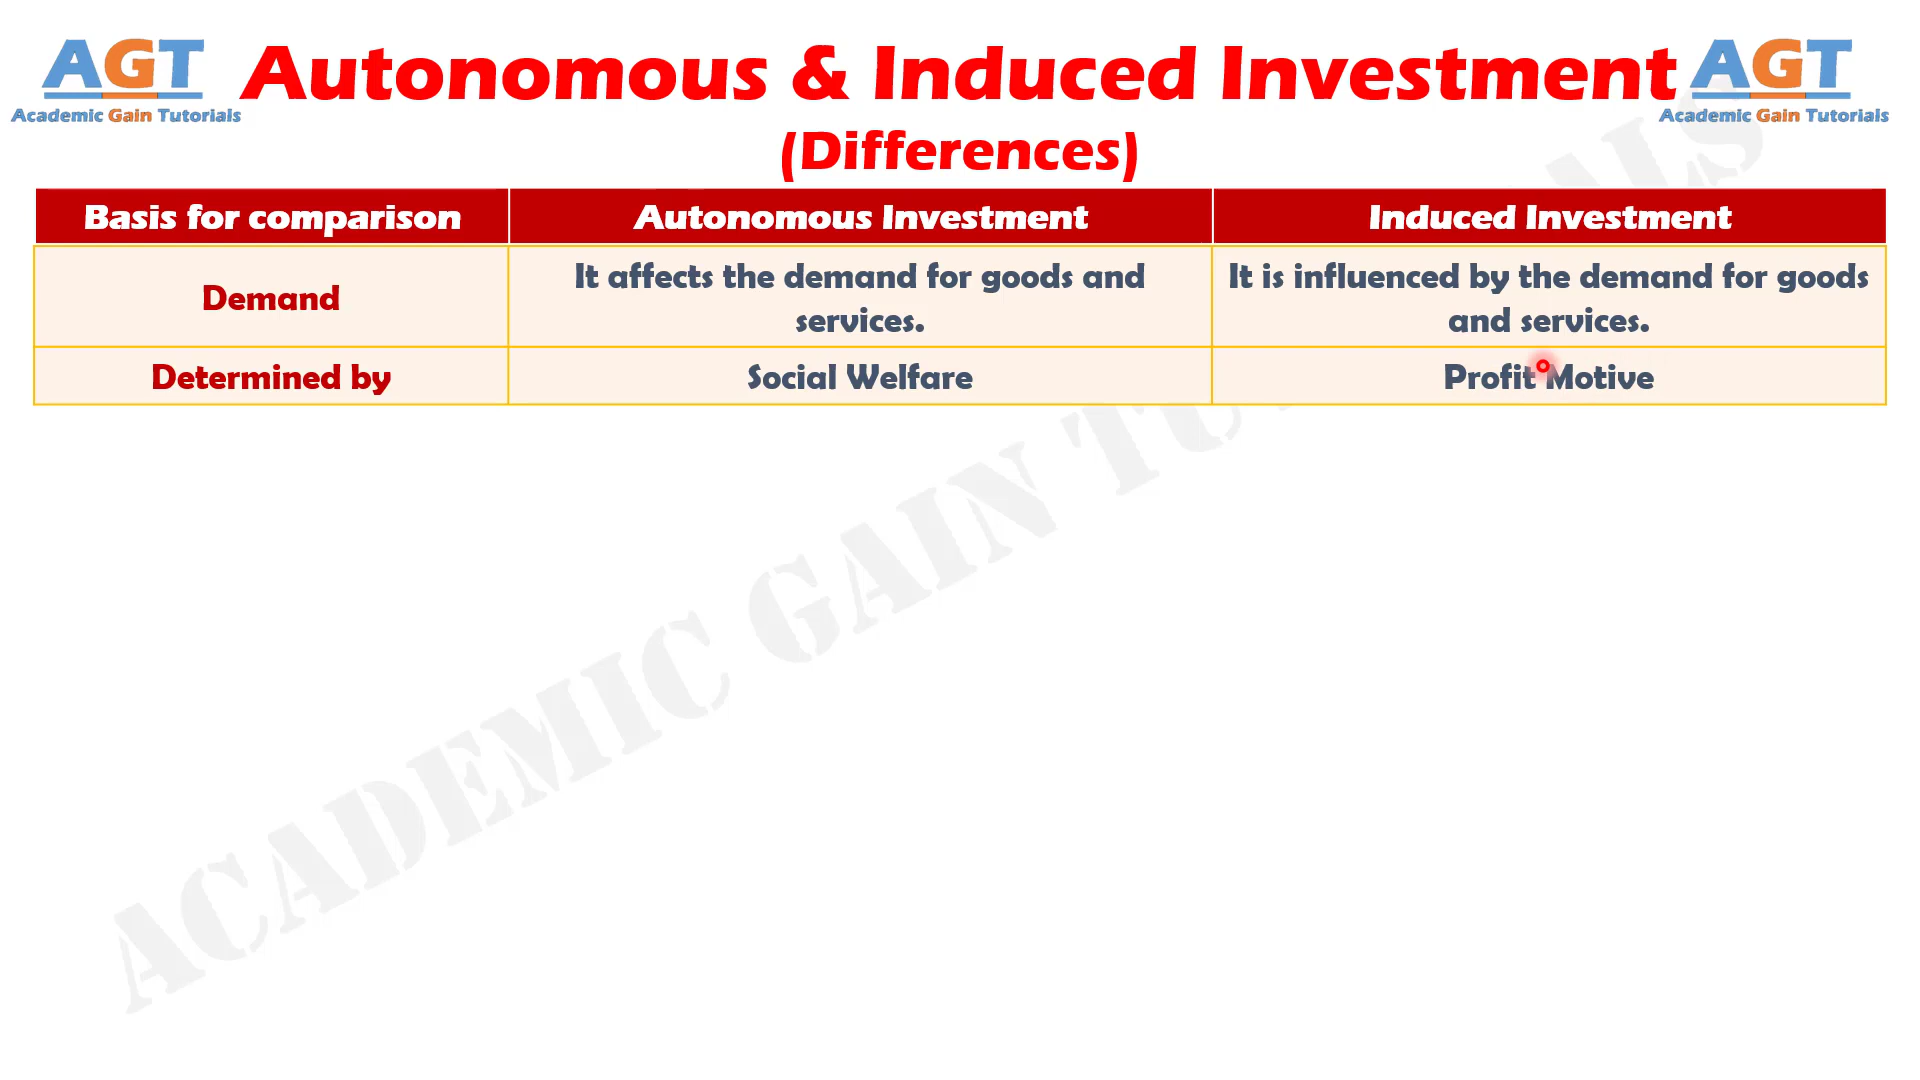 AGT
Academic Gain Tutorials
Autonomous & Induced Investment
(Differences)
AGT
Academic Gain Tutorials
Basis for comparison
Autonomous Investment
Induced Investment
Demand
It affects the demand for goods and
services.
It is influenced by the demand for goods
and services.
Determined by
Social Welfare
Profit Motive
ACADEMIC GAIN TUTORIALS